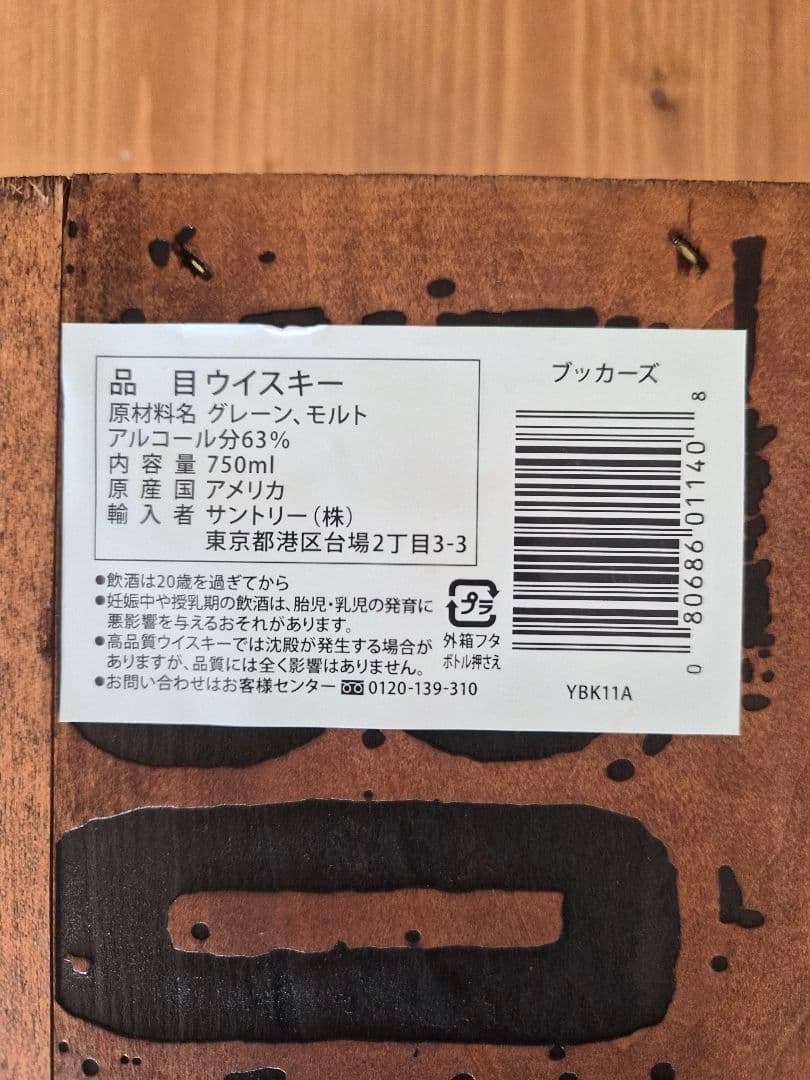 品 目 ウイスキー
原材料名 グレーン、モルト
アルコール分63%
内容量 750ml
原産国 アメリカ
輸入者 サントリー(株)
東京都港区台場2丁目3-3
●飲酒は20歳を過ぎてから
●妊娠中や授乳期の飲酒は、胎児・乳児の発育に
悪影響を与えるおそれがあります。
●高品質ウイスキーでは沈殿が発生する場合が
ありますが、品質には全く影響はありません。
●お問い合わせはお客様センター 0120-139-310
プラ
外箱フタ
ボトル押さえ
ブッカーズ
0 80686 01140 8
YBK11A